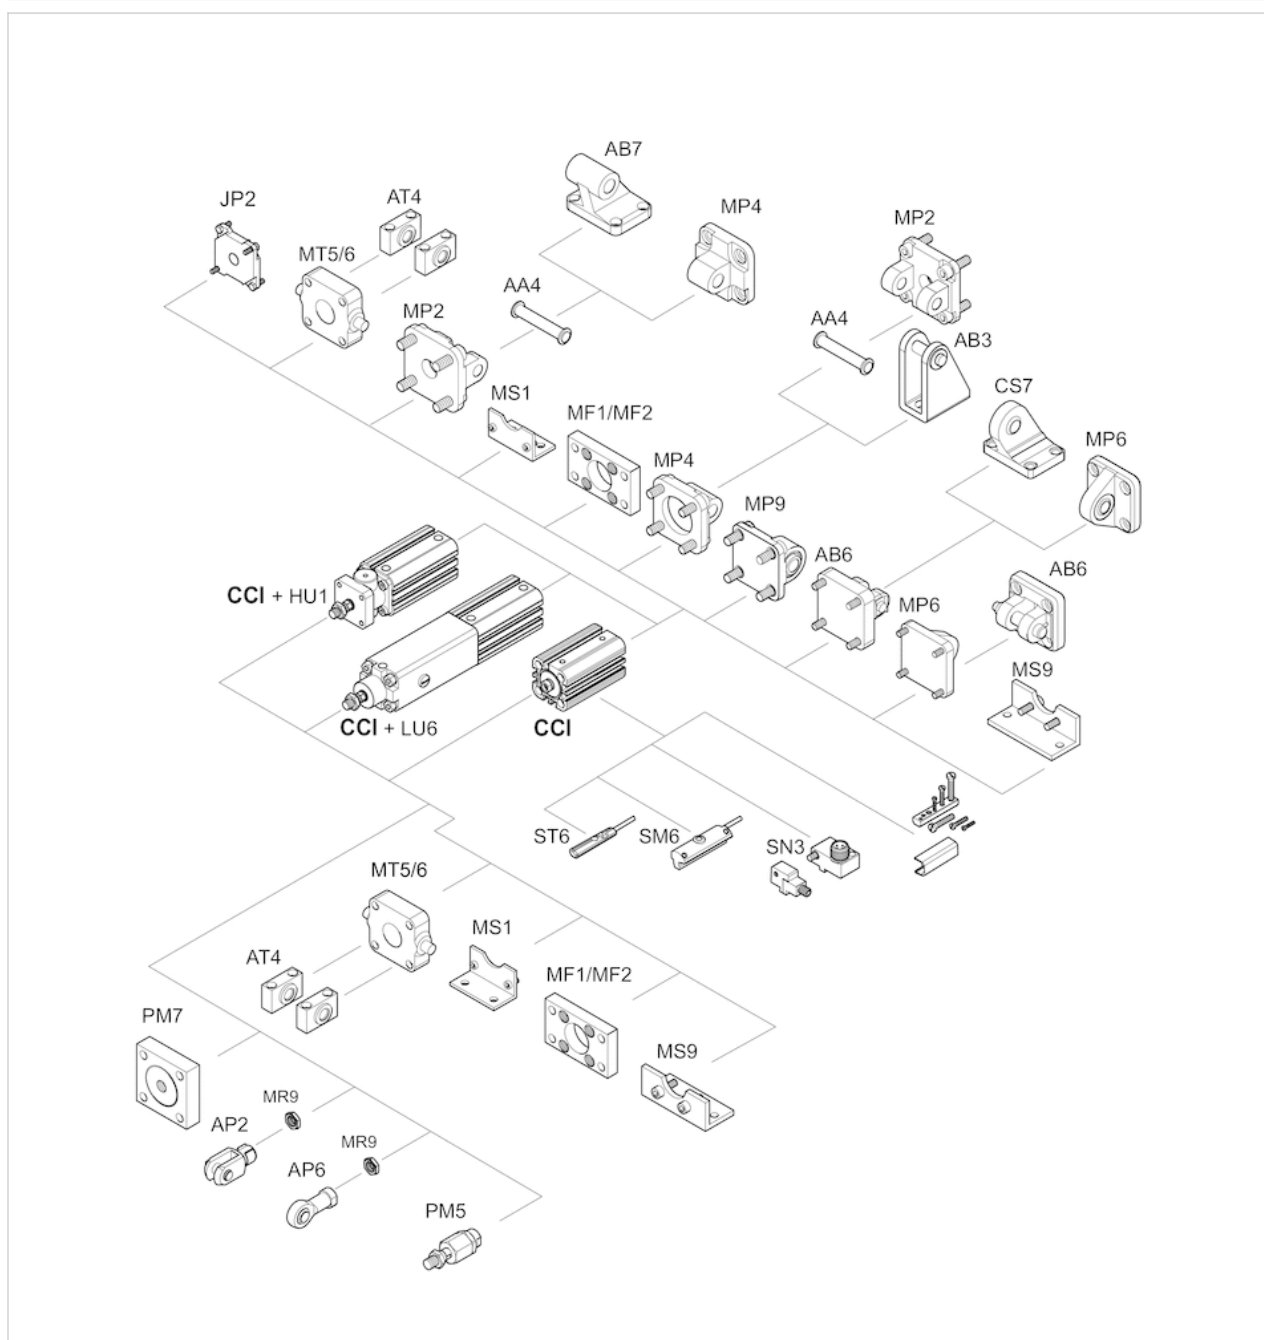 AB7
JP2
AT4
MP4
MP2
MT5/6
AA4
MP2
AA4
AB3
MS1
CS7
MF1/MF2
MP6
MP4
MP9
AB6
AB6
CCI + HU1
MP6
MS9
CCI + LU6
CCI
ST6
SM6
SN3
MT5/6
MS1
AT4
MF1/MF2
PM7
MS9
MR9
AP2
MR9
AP6
PM5